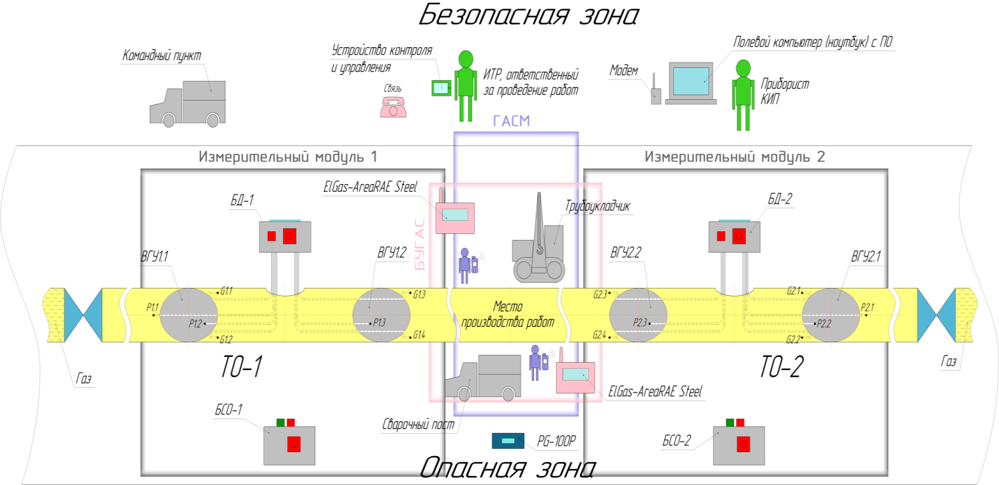 Безопасная зона
Командный пункт
Устройство контроля
и управления
Связь
ИТР, ответственный
за проведение работ
Полевой компьютер (ноутбук) с ПО
Модем
Приборист
КИП
ГАСМ
Измерительный модуль 1
Измерительный модуль 2
ElGas-AreaRAE Steel
БД-1
БД-2
Трубоукладчик
БУГАС
ВГУ1.1
ВГУ1.2
ВГУ2.2
ВГУ2.1
G1.1
G1.3
G2.3
G2.1
P1.1
P1.2
P1.3
Место
производства работ
P2.3
P2.2
P2.1
G1.2
G1.4
G2.4
G2.2
ТО-1
ТО-2
Газ
Газ
ElGas-AreaRAE Steel
БСО-1
Сварочный пост
PG-100P
БСО-2
Опасная зона